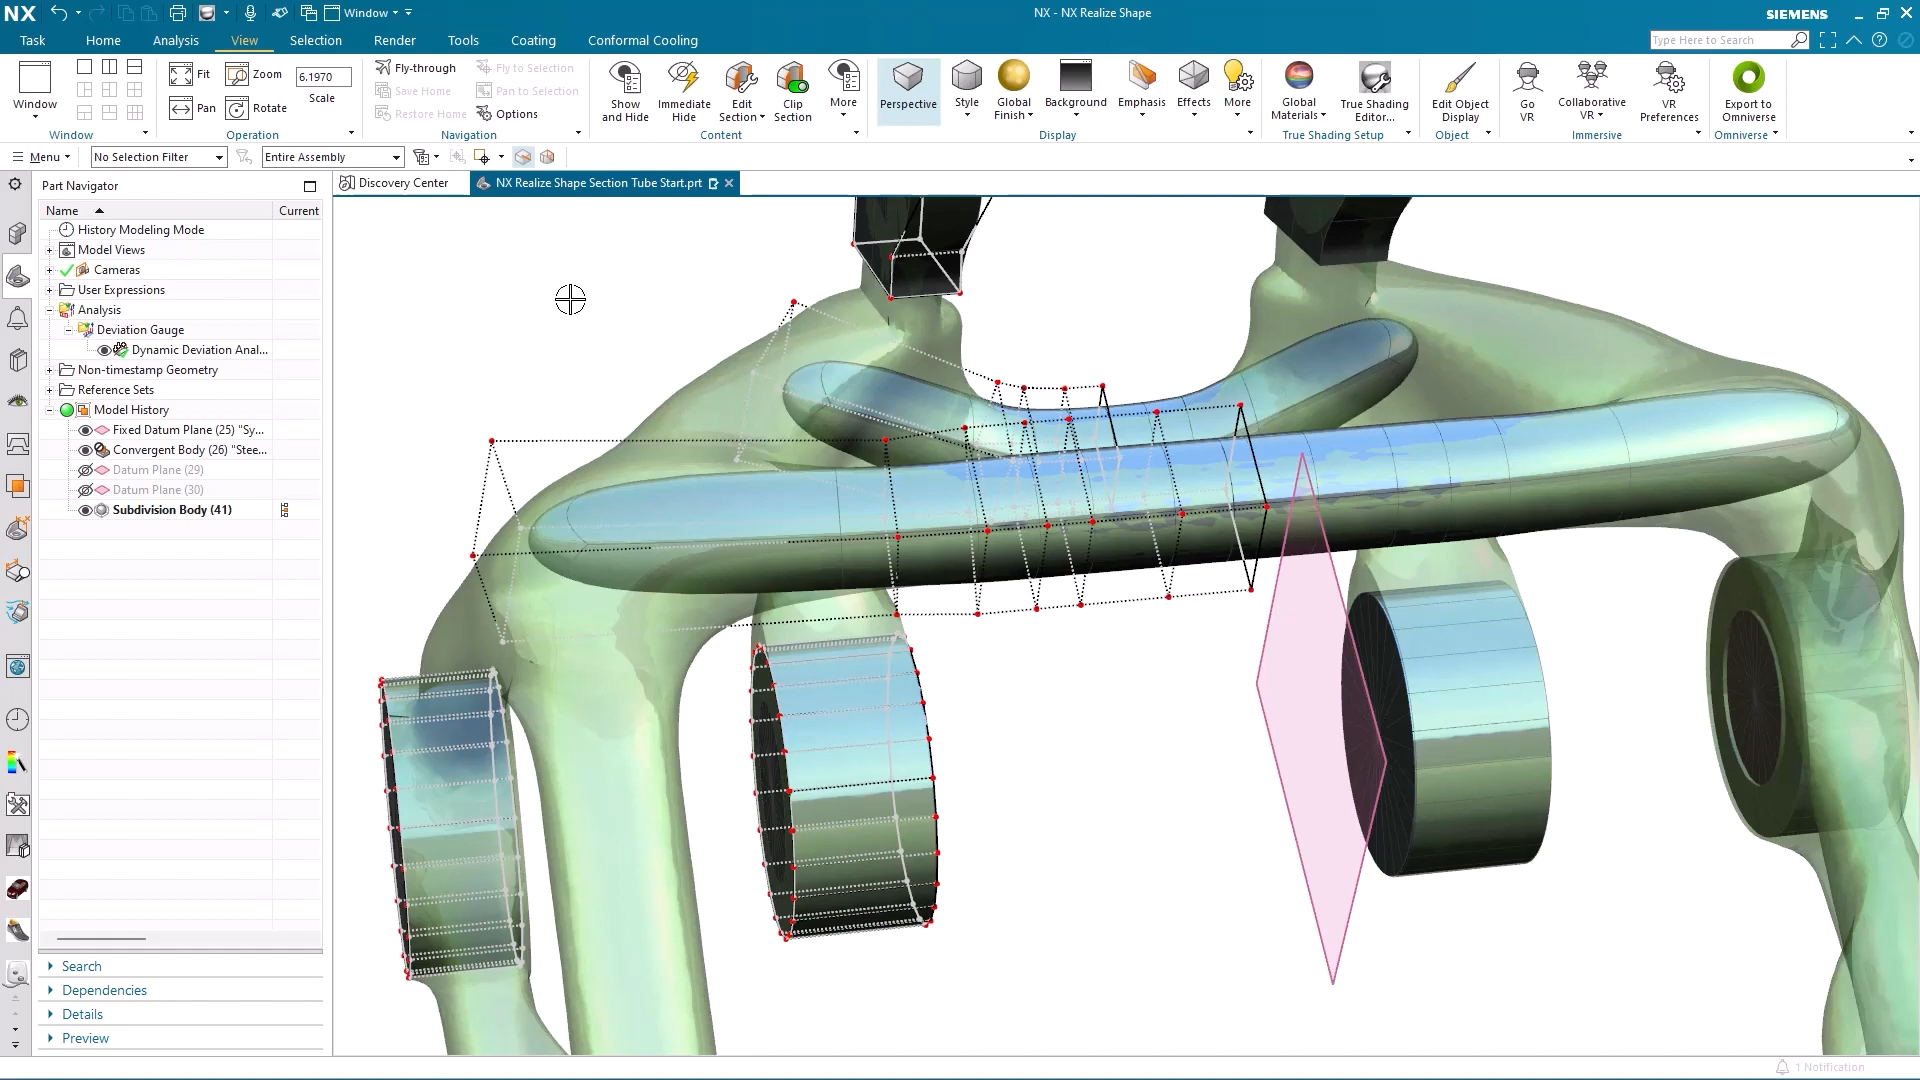 NX
Window
NX - NX Realize Shape
SIEMENS
Task
Home
Analysis
View
Selection
Render
Tools
Coating
Conformal Cooling
Type Here to Search
Window
Fit
Zoom
6.1970
Pan
Rotate
Scale
Fly-through
Save Home
Restore Home
Fly to Selection
Pan to Selection
Options
Show and Hide
Immediate Hide
Edit Section
Clip Section
More
Perspective
Style
Global Finish
Background
Emphasis
Effects
More
Global Materials
True Shading Editor...
Edit Object Display
Go VR
Collaborative VR
VR Preferences
Export to Omniverse
Window
Operation
Navigation
Content
Display
True Shading Setup
Object
Immersive
Omniverse
Menu
No Selection Filter
Entire Assembly
Part Navigator
Discovery Center
NX Realize Shape Section Tube Start.prt
Name
Current
History Modeling Mode
Model Views
Cameras
User Expressions
Analysis
Deviation Gauge
Dynamic Deviation Anal...
Non-timestamp Geometry
Reference Sets
Model History
Fixed Datum Plane (25) "Sy...
Convergent Body (26) "Stee...
Datum Plane (29)
Datum Plane (30)
Subdivision Body (41)
Search
Dependencies
Details
Preview
1 Notification